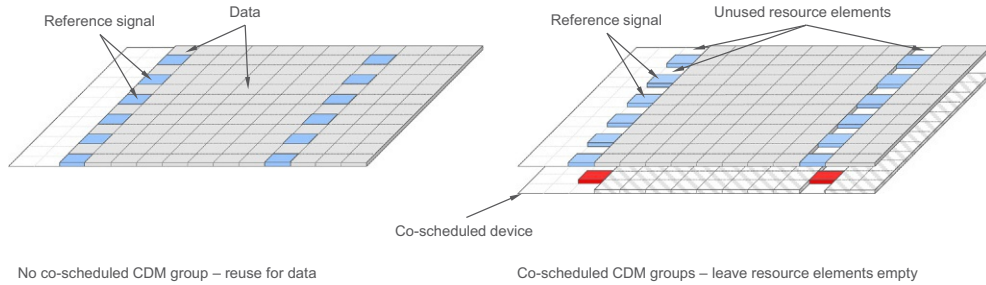 Data
Reference signal
Reference signal
Unused resource elements
Co-scheduled device
No co-scheduled CDM group – reuse for data
Co-scheduled CDM groups – leave resource elements empty